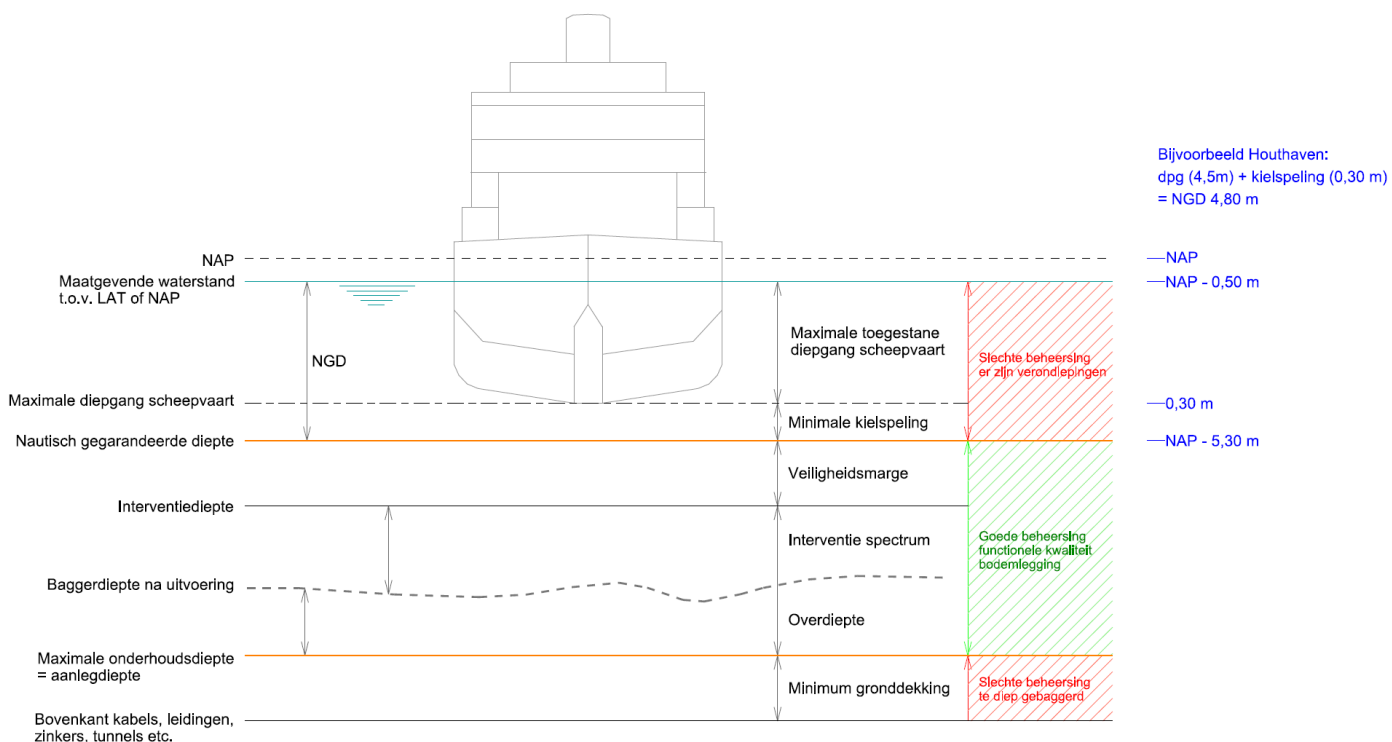 Bijvoorbeeld Houthaven:
dpg (4,5m) + kielspeling (0,30 m)
= NGD 4,80 m
NAP
NAP
Maatgevende waterstand
t.o.v. LAT of NAP
NAP - 0,50 m
NGD
Maximale toegestane
diepgang scheepvaart
Slechte beheersing
er zijn verondiepingen
Maximale diepgang scheepvaart
0,30 m
Minimale kielspeling
Nautisch gegarandeerde diepte
NAP - 5,30 m
Veiligheidsmarge
Interventiediepte
Interventie spectrum
Goede beheersing
functionele kwaliteit
bodemlegging
Baggerdiepte na uitvoering
Overdiepte
Maximale onderhoudsdiepte
= aanlegdiepte
Minimum gronddekking
Slechte beheersing
te diep gebaggerd
Bovenkant kabels, leidingen,
zinkers. tunnels etc.